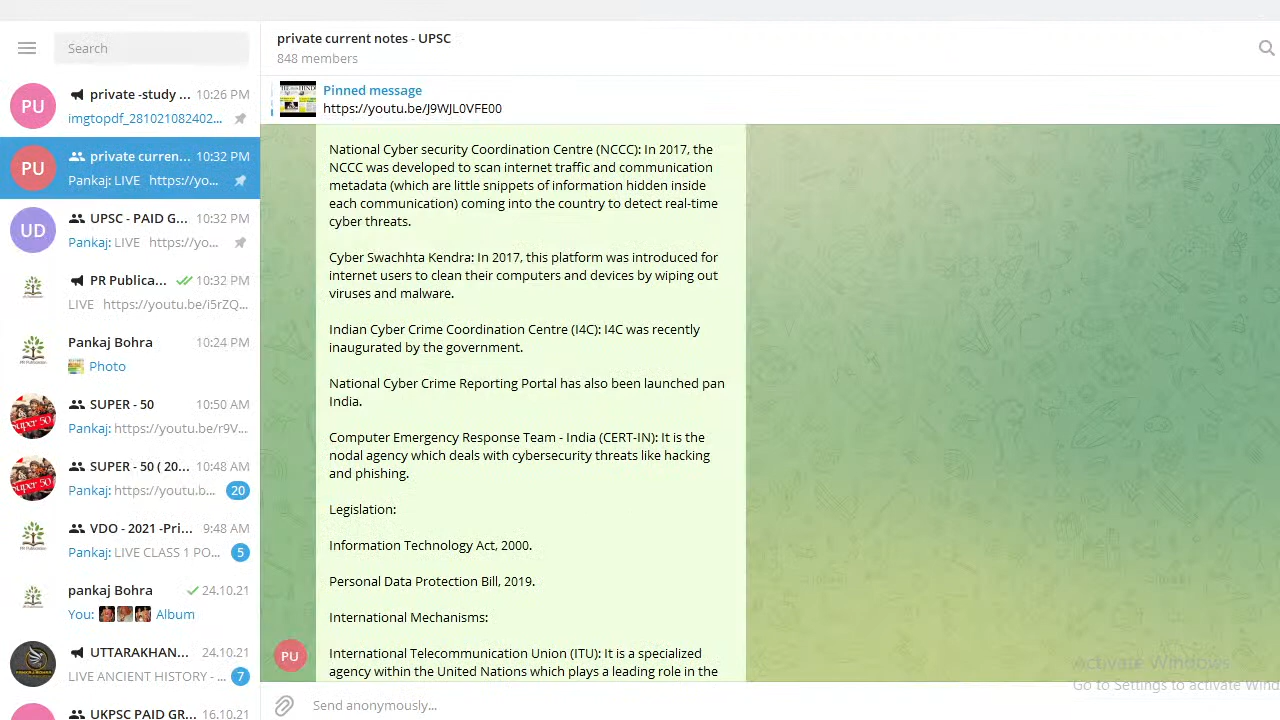 Search
PU
private -study ...
10:26 PM
imgtopdf_281021082402...
PU
private curren...
10:32 PM
Pankaj: LIVE https://yo...
UD
UPSC - PAID G...
10:32 PM
Pankaj: LIVE https://yo...
PR Publica...
10:32 PM
LIVE https://youtu.be/i5rZQ...
Pankaj Bohra
10:24 PM
Photo
SUPER - 50
10:50 AM
Pankaj: https://youtu.be/r9V...
SUPER - 50 ( 20...
10:48 AM
Pankaj: https://youtu.b...
20
VDO - 2021 -Pri...
9:48 AM
Pankaj: LIVE CLASS 1 PO...
5
pankaj Bohra
24.10.21
You: Album
UTTARAKHAN...
24.10.21
LIVE ANCIENT HISTORY - ...
7
UKPSC PAID GR...
16.10.21
private current notes - UPSC
848 members
Pinned message
https://youtu.be/J9WJL0VFE00
National Cyber security Coordination Centre (NCCC): In 2017, the
NCCC was developed to scan internet traffic and communication
metadata (which are little snippets of information hidden inside
each communication) coming into the country to detect real-time
cyber threats.
Cyber Swachhta Kendra: In 2017, this platform was introduced for
internet users to clean their computers and devices by wiping out
viruses and malware.
Indian Cyber Crime Coordination Centre (I4C): I4C was recently
inaugurated by the government.
National Cyber Crime Reporting Portal has also been launched pan
India.
Computer Emergency Response Team - India (CERT-IN): It is the
nodal agency which deals with cybersecurity threats like hacking
and phishing.
Legislation:
Information Technology Act, 2000.
Personal Data Protection Bill, 2019.
International Mechanisms:
International Telecommunication Union (ITU): It is a specialized
agency within the United Nations which plays a leading role in the
PU
Send anonymously...
Activate Windows
Go to Settings to activate Wind